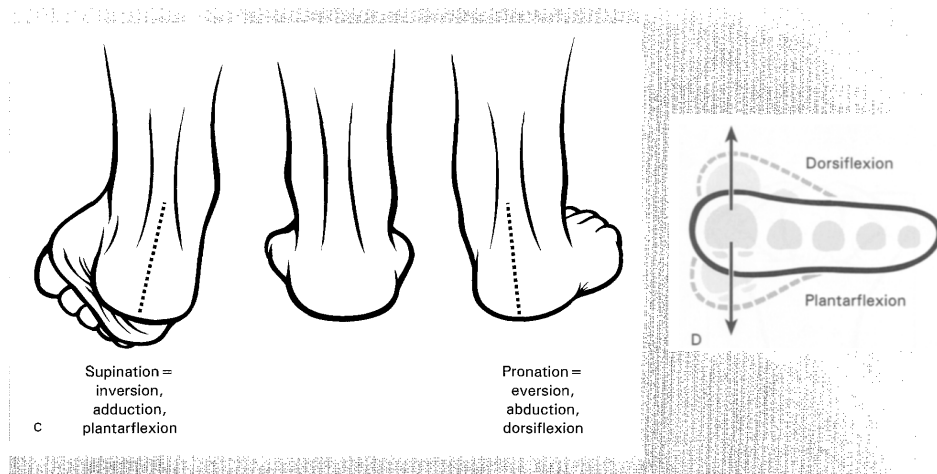 Supination =
inversion,
adduction,
plantarflexion
C
Pronation =
eversion,
abduction,
dorsiflexion
Dorsiflexion
Plantarflexion
D